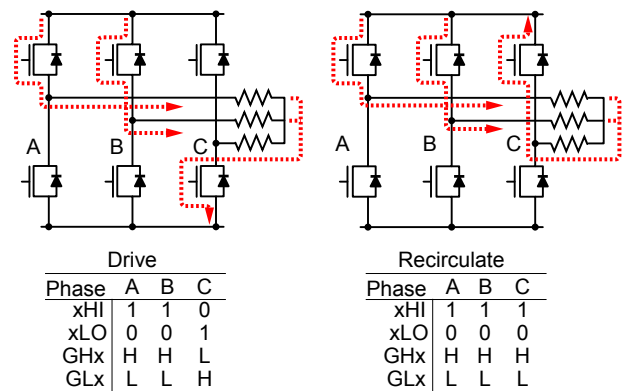 A B C
A B C
Drive
Phase A B C
xHI 1 1 0
xLO 0 0 1
GHx H H L
GLx L L H
Recirculate
Phase A B C
xHI 1 1 1
xLO 0 0 0
GHx H H H
GLx L L L